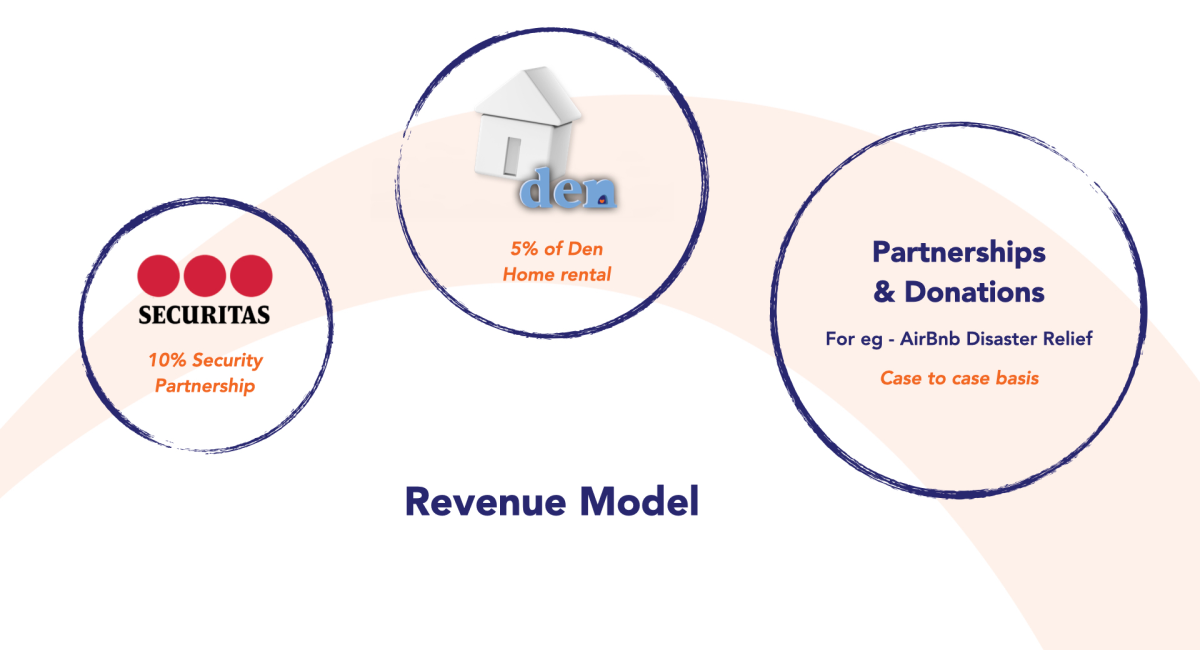 SECURITAS
10% Security
Partnership
den
5% of Den
Home rental
Partnerships
& Donations
For eg - AirBnb Disaster Relief
Case to case basis
Revenue Model